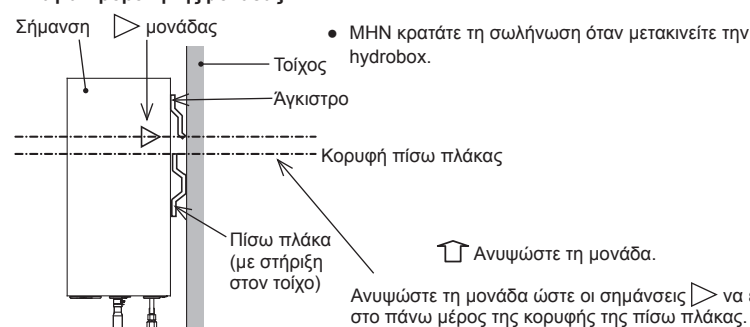 Σήμανση ▷ μονάδας
● ΜΗΝ κρατάτε τη σωλήνωση όταν μετακινείτε την
hydrobox.
Τοίχος
Άγκιστρο
Κορυφή πίσω πλάκας
Πίσω πλάκα
(με στήριξη
στον τοίχο)
⇧ Ανυψώστε τη μονάδα.
Ανυψώστε τη μονάδα ώστε οι σημάνσεις ▷ να
στο πάνω μέρος της κορυφής της πίσω πλάκας.